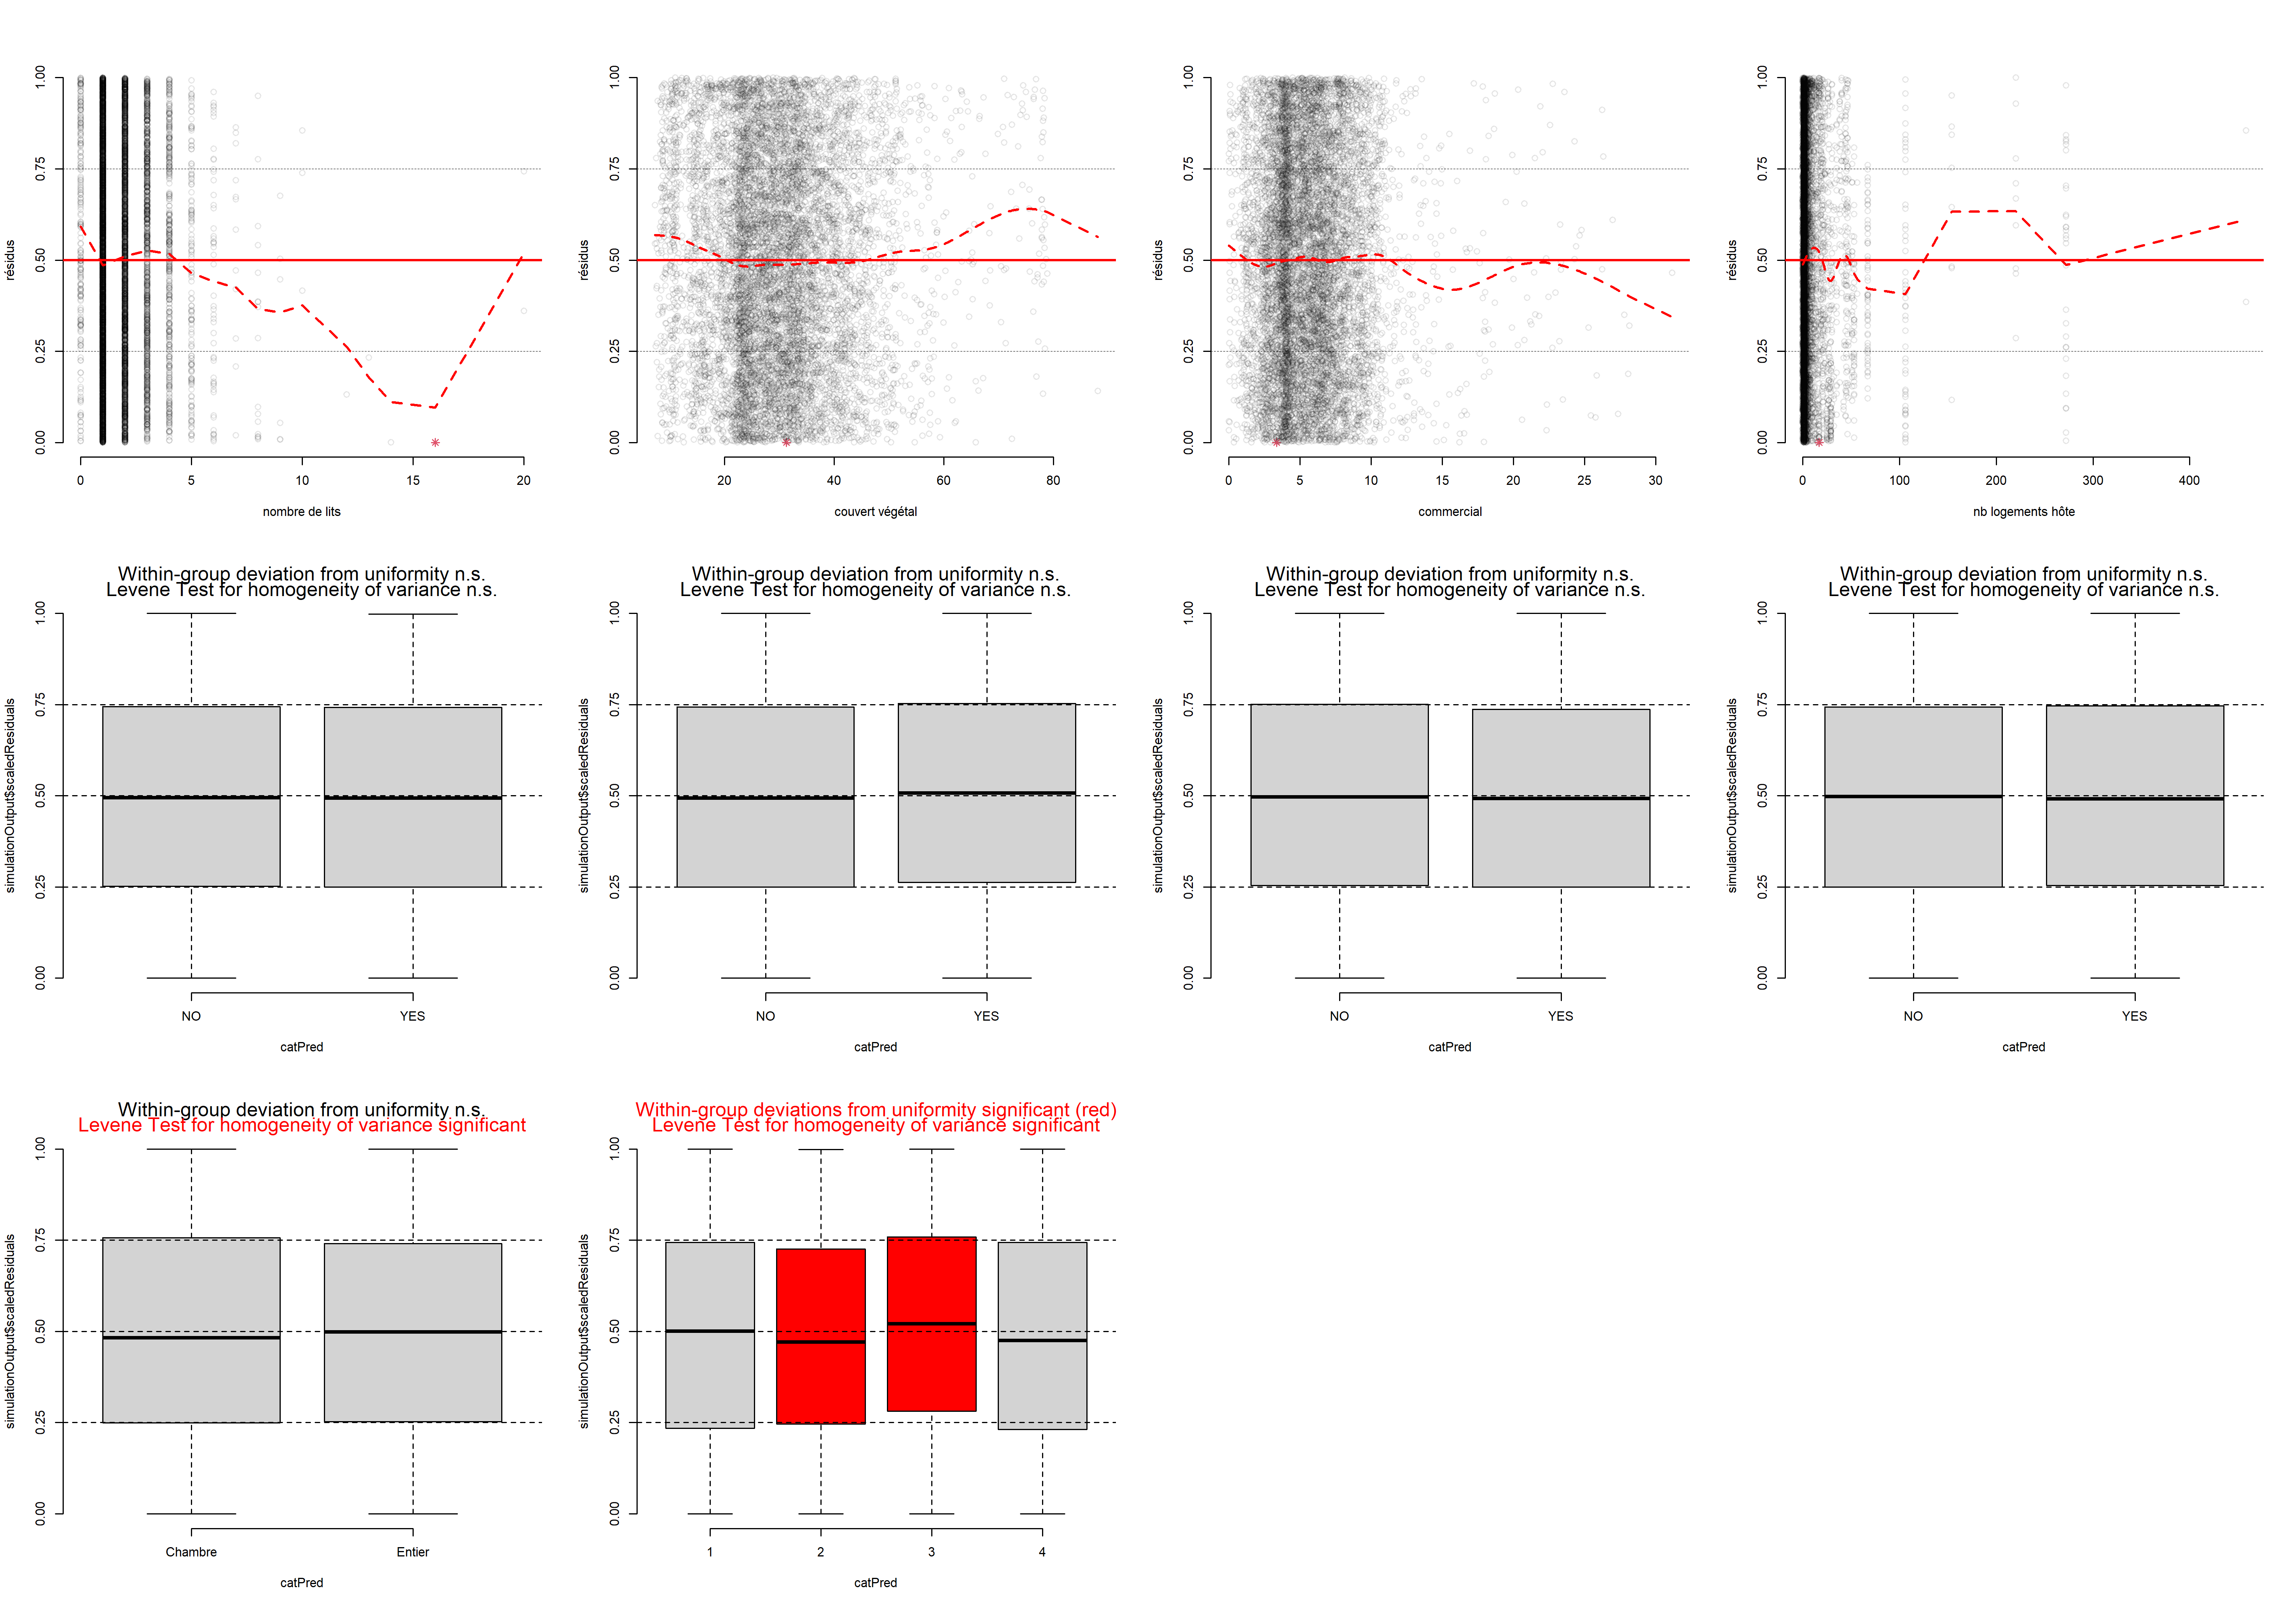 1.00
0.75
0.50
0.25
0.00
résidus
0 5 10 15 20
nombre de lits
1.00
0.75
0.50
0.25
0.00
résidus
20 40 60 80
couvert végétal
1.00
0.75
0.50
0.25
0.00
résidus
0 5 10 15 20 25 30
commercial
1.00
0.75
0.50
0.25
0.00
résidus
0 100 200 300 400
nb logements hôte
Within-group deviation from uniformity n.s.
Levene Test for homogeneity of variance n.s.
1.00
0.75
0.50
0.25
0.00
simulationOutput$scaledResiduals
NO YES
catPred
Within-group deviation from uniformity n.s.
Levene Test for homogeneity of variance n.s.
1.00
0.75
0.50
0.25
0.00
simulationOutput$scaledResiduals
NO YES
catPred
Within-group deviation from uniformity n.s.
Levene Test for homogeneity of variance n.s.
1.00
0.75
0.50
0.25
0.00
simulationOutput$scaledResiduals
NO YES
catPred
Within-group deviation from uniformity n.s.
Levene Test for homogeneity of variance n.s.
1.00
0.75
0.50
0.25
0.00
simulationOutput$scaledResiduals
NO YES
catPred
Within-group deviation from uniformity n.s.
Levene Test for homogeneity of variance significant
1.00
0.75
0.50
0.25
0.00
simulationOutput$scaledResiduals
Chambre Entier
catPred
Within-group deviations from uniformity significant (red)
Levene Test for homogeneity of variance significant
1.00
0.75
0.50
0.25
0.00
simulationOutput$scaledResiduals
1 2 3 4
catPred